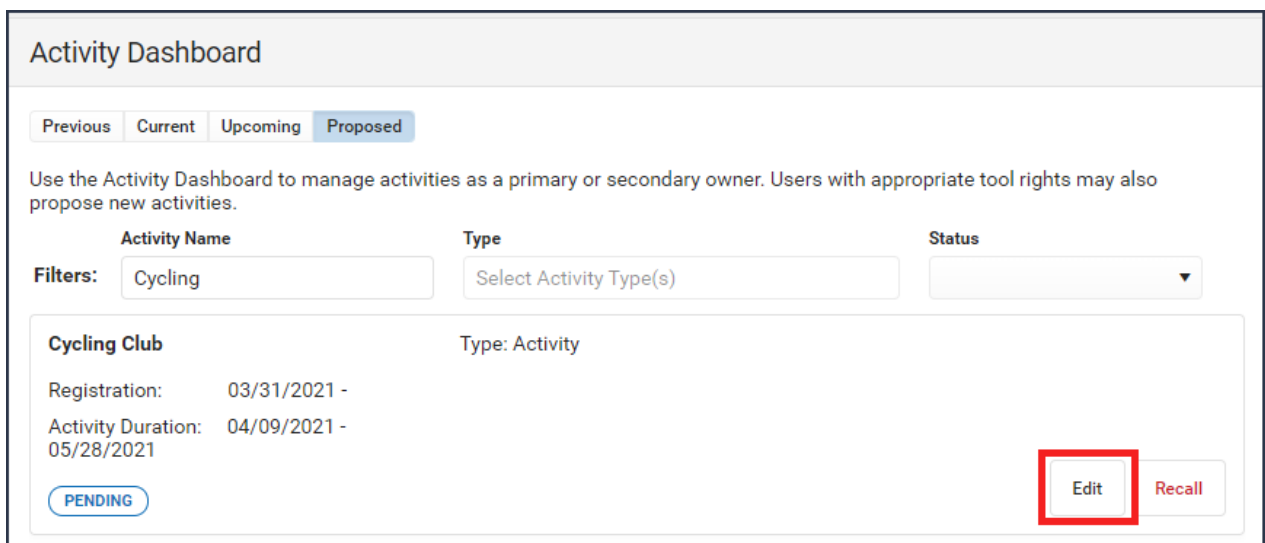 Activity Dashboard
Previous Current Upcoming Proposed
Use the Activity Dashboard to manage activities as a primary or secondary owner. Users with appropriate tool rights may also
propose new activities.
Activity Name Type Status
Filters: Cycling Select Activity Type(s)
Cycling Club Type: Activity
Registration: 03/31/2021 -
Activity Duration: 04/09/2021 -
05/28/2021
PENDING Edit Recall